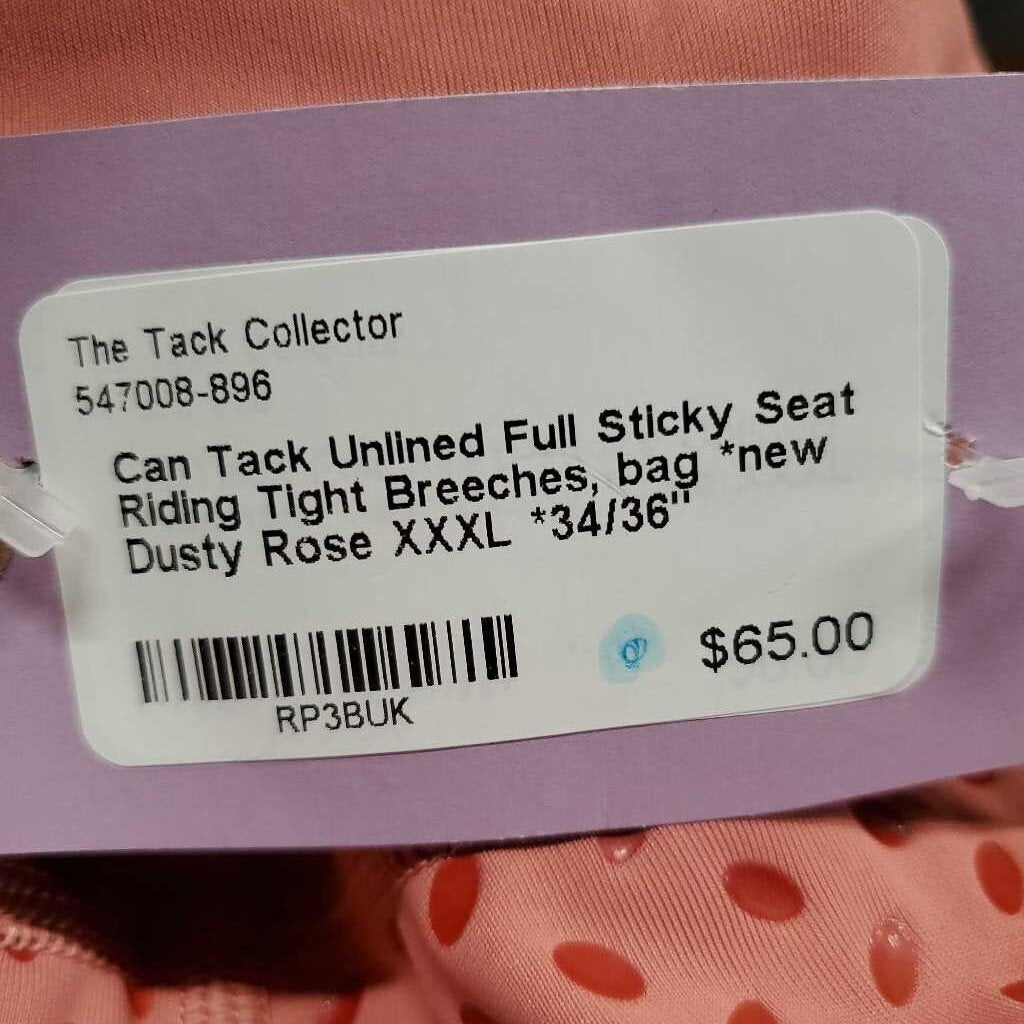 The Tack Collector
547008-896
Can Tack Unlined Full Sticky Seat
Riding Tight Breeches, bag *new
Dusty Rose XXXL *34/36"
$65.00
RP3BUK